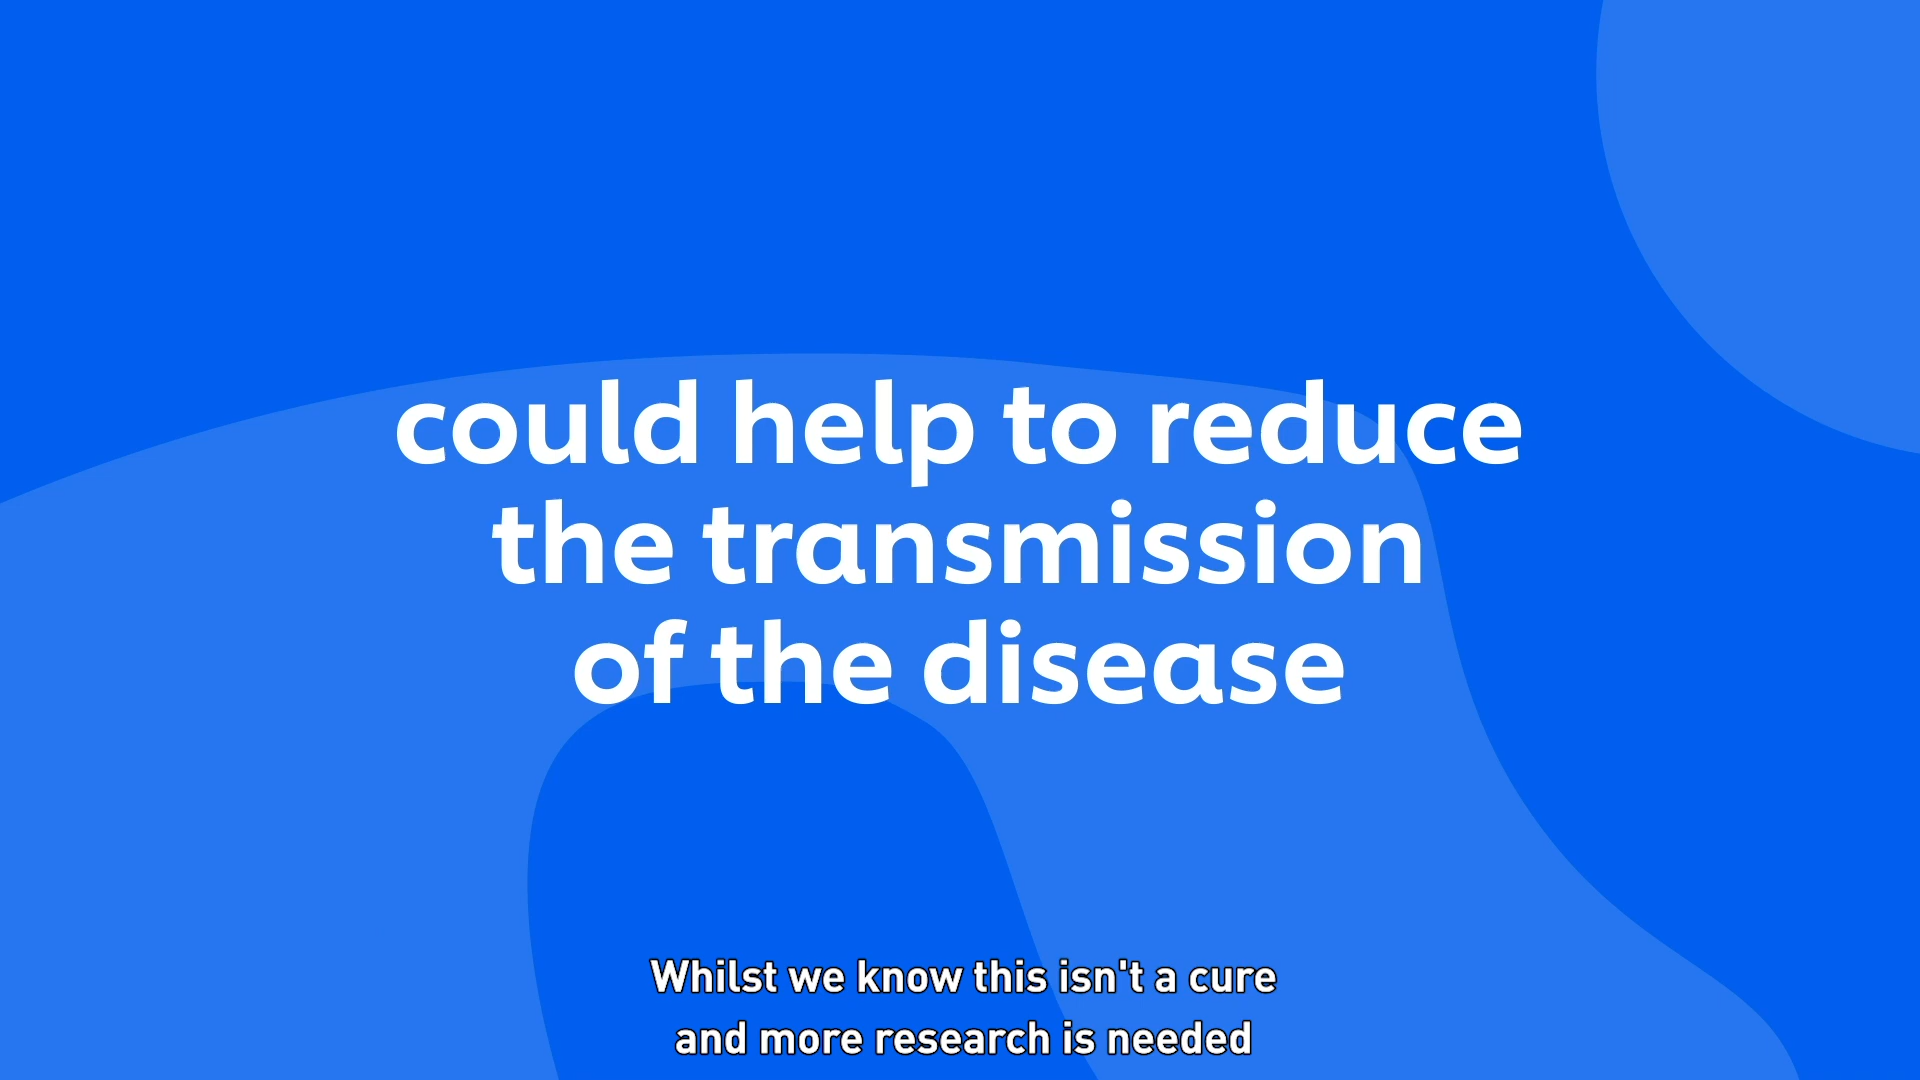 could help to reduce
the transmission
of the disease
Whilst we know this isn't a cure
and more research is needed